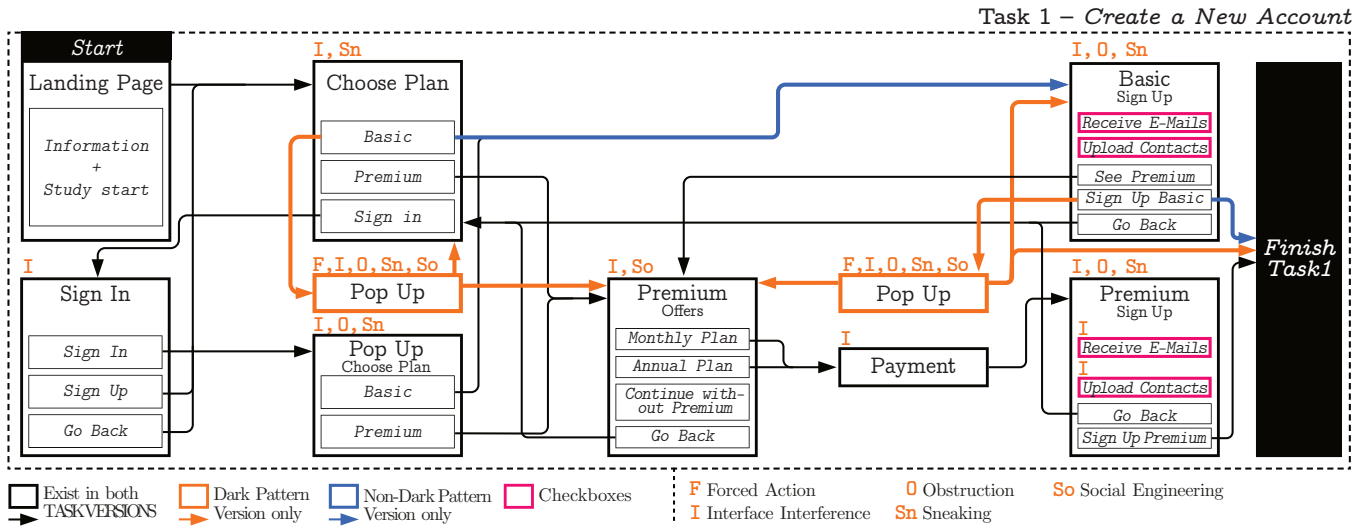 Task 1 – Create a New Account
Start
Landing Page
Information
+
Study start
I
Sign In
Sign In
Sign Up
Go Back
I, Sn
Choose Plan
Basic
Premium
Sign in
F,I,O,Sn,So
Pop Up
I,O,Sn
Pop Up
Choose Plan
Basic
Premium
I,So
Premium
Offers
Monthly Plan
Annual Plan
Continue with-
out Premium
Go Back
F,I,O,Sn,So
Pop Up
I
Payment
I, O, Sn
Basic
Sign Up
Receive E-Mails
Upload Contacts
See Premium
Sign Up Basic
Go Back
I, O, Sn
Premium
Sign Up
I
Receive E-Mails
I
Upload Contacts
Go Back
Sign Up Premium
Finish
Task1
Exist in both
TASKVERSIONS
Dark Pattern
Version only
Non-Dark Pattern
Version only
Checkboxes
F Forced Action
I Interface Interference
O Obstruction
Sn Sneaking
So Social Engineering